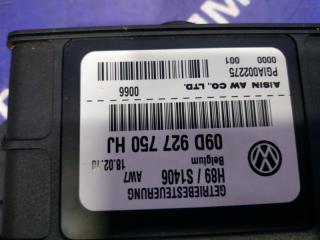 GETRIEBESTEUERUNG
H89 / S1406 AW7
Belgium
18.02.10
09D 927 750 HJ
0066
AISIN AW CO., LTD.
0000 001
PGIA002275